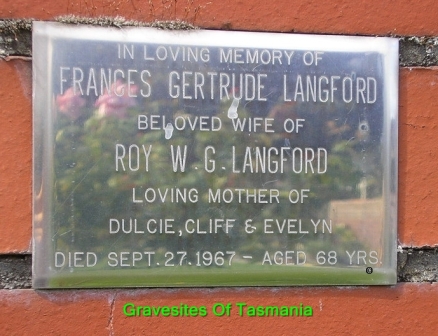 IN LOVING MEMORY OF
FRANCES GERTRUDE LANGFORD
BELOVED WIFE OF
ROY W. G. LANGFORD
LOVING MOTHER OF
DULCIE, CLIFF & EVELYN
DIED SEPT. 27. 1967 - AGED 68 YRS.
Gravesites Of Tasmania